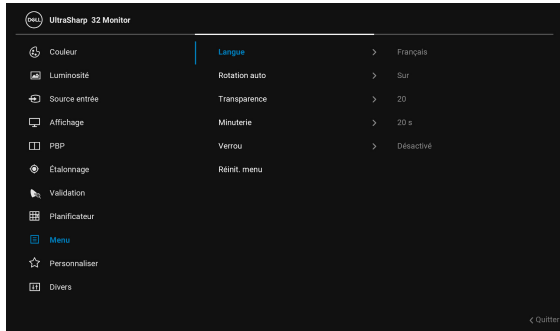 DELL UltraSharp 32 Monitor
Couleur
Luminosité
Source entrée
Affichage
PBP
Étalonnage
Validation
Planificateur
Menu
Personnaliser
Divers
Langue > Français
Rotation auto > Sur
Transparence > 20
Minuterie > 20 s
Verrou > Désactivé
Réinit. menu
< Quitter